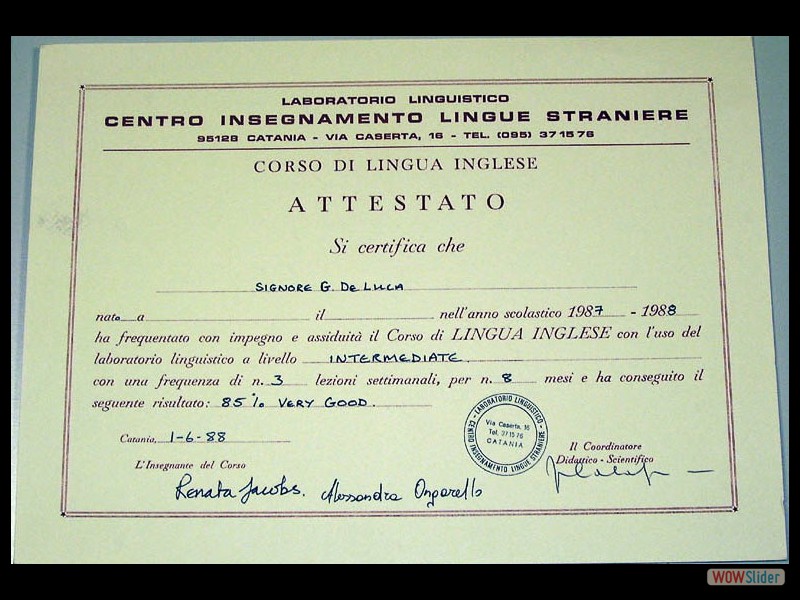 LABORATORIO LINGUISTICO
CENTRO INSEGNAMENTO LINGUE STRANIERE
95128 CATANIA - VIA CASERTA, 16 - TEL. (095) 371576
CORSO DI LINGUA INGLESE
ATTESTATO
Si certifica che
SIGNORE G. De LUCA
nato a il nell'anno scolastico 1987 - 1988
ha frequentato con impegno e assiduità il Corso di LINGUA INGLESE con l'uso del
laboratorio linguistico a livello INTERMEDIATE.
con una frequenza di n. 3 lezioni settimanali, per n. 8 mesi e ha conseguito il
seguente risultato: 85% VERY GOOD.
LABORATORIO LINGUISTICO
Via Caserta, 16
Tel. 371576
CATANIA
CENTRO INSEGNAMENTO LINGUE STRANIERE
Catania, 1-6-88
Il Coordinatore
Didattico - Scientifico
L'Insegnante del Corso
Renata Jacobs. Alessandra Ongarello
WOWSlider